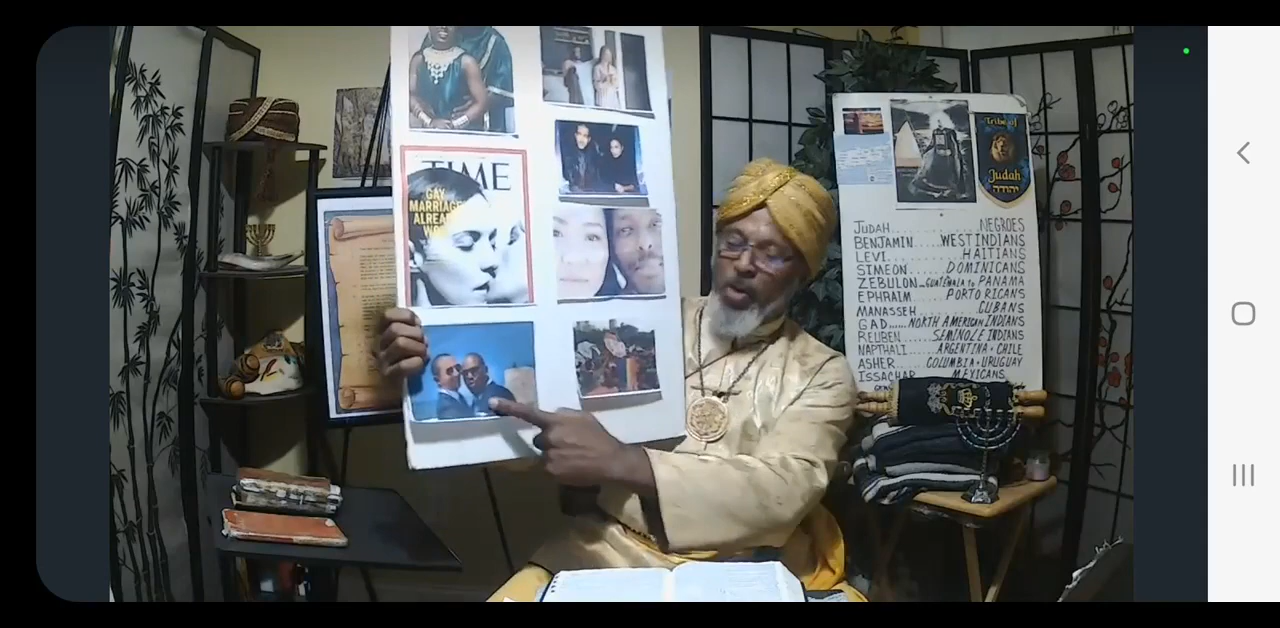 TIME
GAY
MARRIAGE
ALREA
Tribe of
Judah
יהודה
JUDAH..........NEGROES
BENJAMIN.....WEST INDIANS
LEVI..........HAITIANS
SIMEON.......DOMINICANS
ZEBULON...GUATEMALA to PANAMA
EPHRAIM.......PORTO RICAN'S
MANASSEH........CUBANS
GAD.....NORTH AMERICAN INDIANS
REUBEN.......SEMINOLE INDIANS
NAPTHALI.....ARGENTINA + CHILE
ASHER.....COLUMBIA + URUGUAY
ISSACHAR......MEXICANS